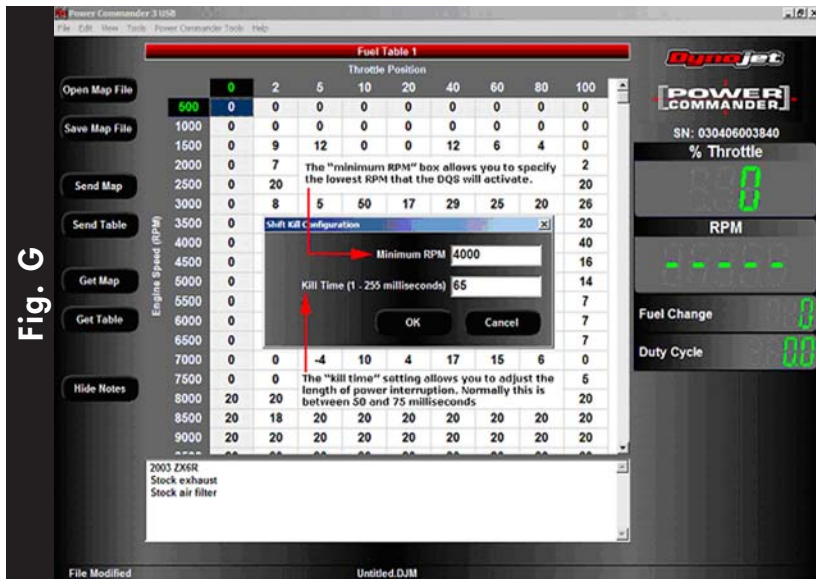 Fig. G
Power Commander 3 USB
File Edit View Tools Power Commander Tools Help
Fuel Table 1
Throttle Position
0 2 5 10 20 40 60 80 100
Engine Speed (RPM)
500 0 0 0 0 0 0 0 0 0
1000 0 0 0 0 0 0 0 0 0
1500 0 9 12 0 0 12 6 4 0
2000 0 7 2
2500 0 20 20
3000 0 8 5 50 17 29 25 20 26
3500 0 20
4000 0 40
4500 0 16
5000 0 14
5500 0 7
6000 0 7
6500 0 7
7000 0 0 -4 10 4 17 15 6 0
7500 0 0 5
8000 20 20 20
8500 20 18 20 20 20 20 20 20 20
9000 20 20 20 20 20 20 20 20 20
The "minimum RPM" box allows you to specify
the lowest RPM that the DQS will activate.
Shift Kill Configuration
Minimum RPM 4000
Kill Time (1 - 255 milliseconds) 65
OK Cancel
The "kill time" setting allows you to adjust the
length of power interruption. Normally this is
between 50 and 75 milliseconds
Open Map File
Save Map File
Send Map
Send Table
Get Map
Get Table
Hide Notes
Dynojet
POWER
COMMANDER
SN: 030406003840
% Throttle
0
RPM
- - - - -
Fuel Change 0
Duty Cycle 0.0
2003 ZX6R
Stock exhaust
Stock air filter
File Modified
Untitled.DJM